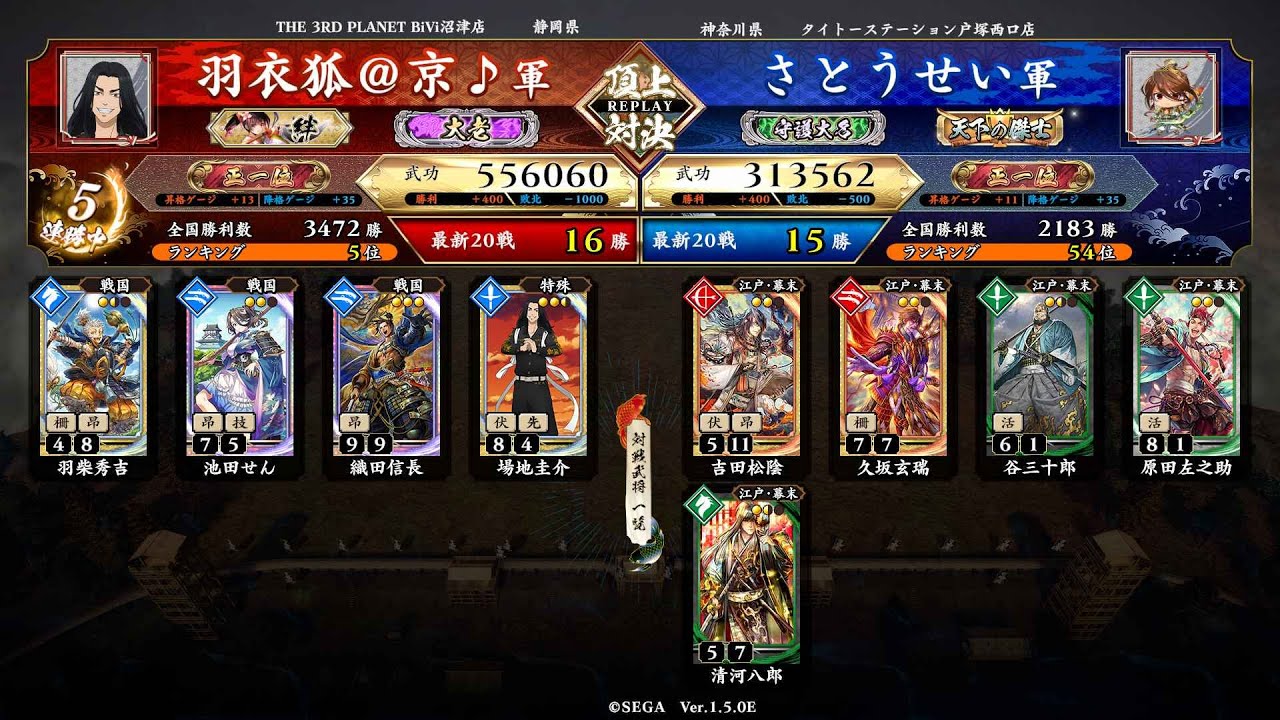 THE 3RD PLANET BiVi沼津店 静岡県
神奈川県 タイトーステーション戸塚西口店
羽衣狐@京♪軍
頂上
REPLAY
対決
さとうせい軍
絆
大老
守護大名
天下の傑士
5
連勝中
正一位
昇格ゲージ +13 降格ゲージ +35
武功 556060
勝利 +400 敗北 -1000
武功 313562
勝利 +400 敗北 -500
正一位
昇格ゲージ +11 降格ゲージ +35
全国勝利数 3472勝
ランキング 5位
最新20戦 16勝
最新20戦 15勝
全国勝利数 2183勝
ランキング 54位
戦国
柵 昴
4 8
羽柴秀吉
戦国
昴 技
7 5
池田せん
戦国
昴
9 9
織田信長
特殊
伏 先
8 4
場地圭介
対戦武将一覧
江戸・幕末
伏 昴
5 11
吉田松陰
江戸・幕末
柵
7 7
久坂玄瑞
江戸・幕末
活
6 1
谷三十郎
江戸・幕末
活
8 1
原田左之助
江戸・幕末
5 7
清河八郎
©SEGA Ver.1.5.0E